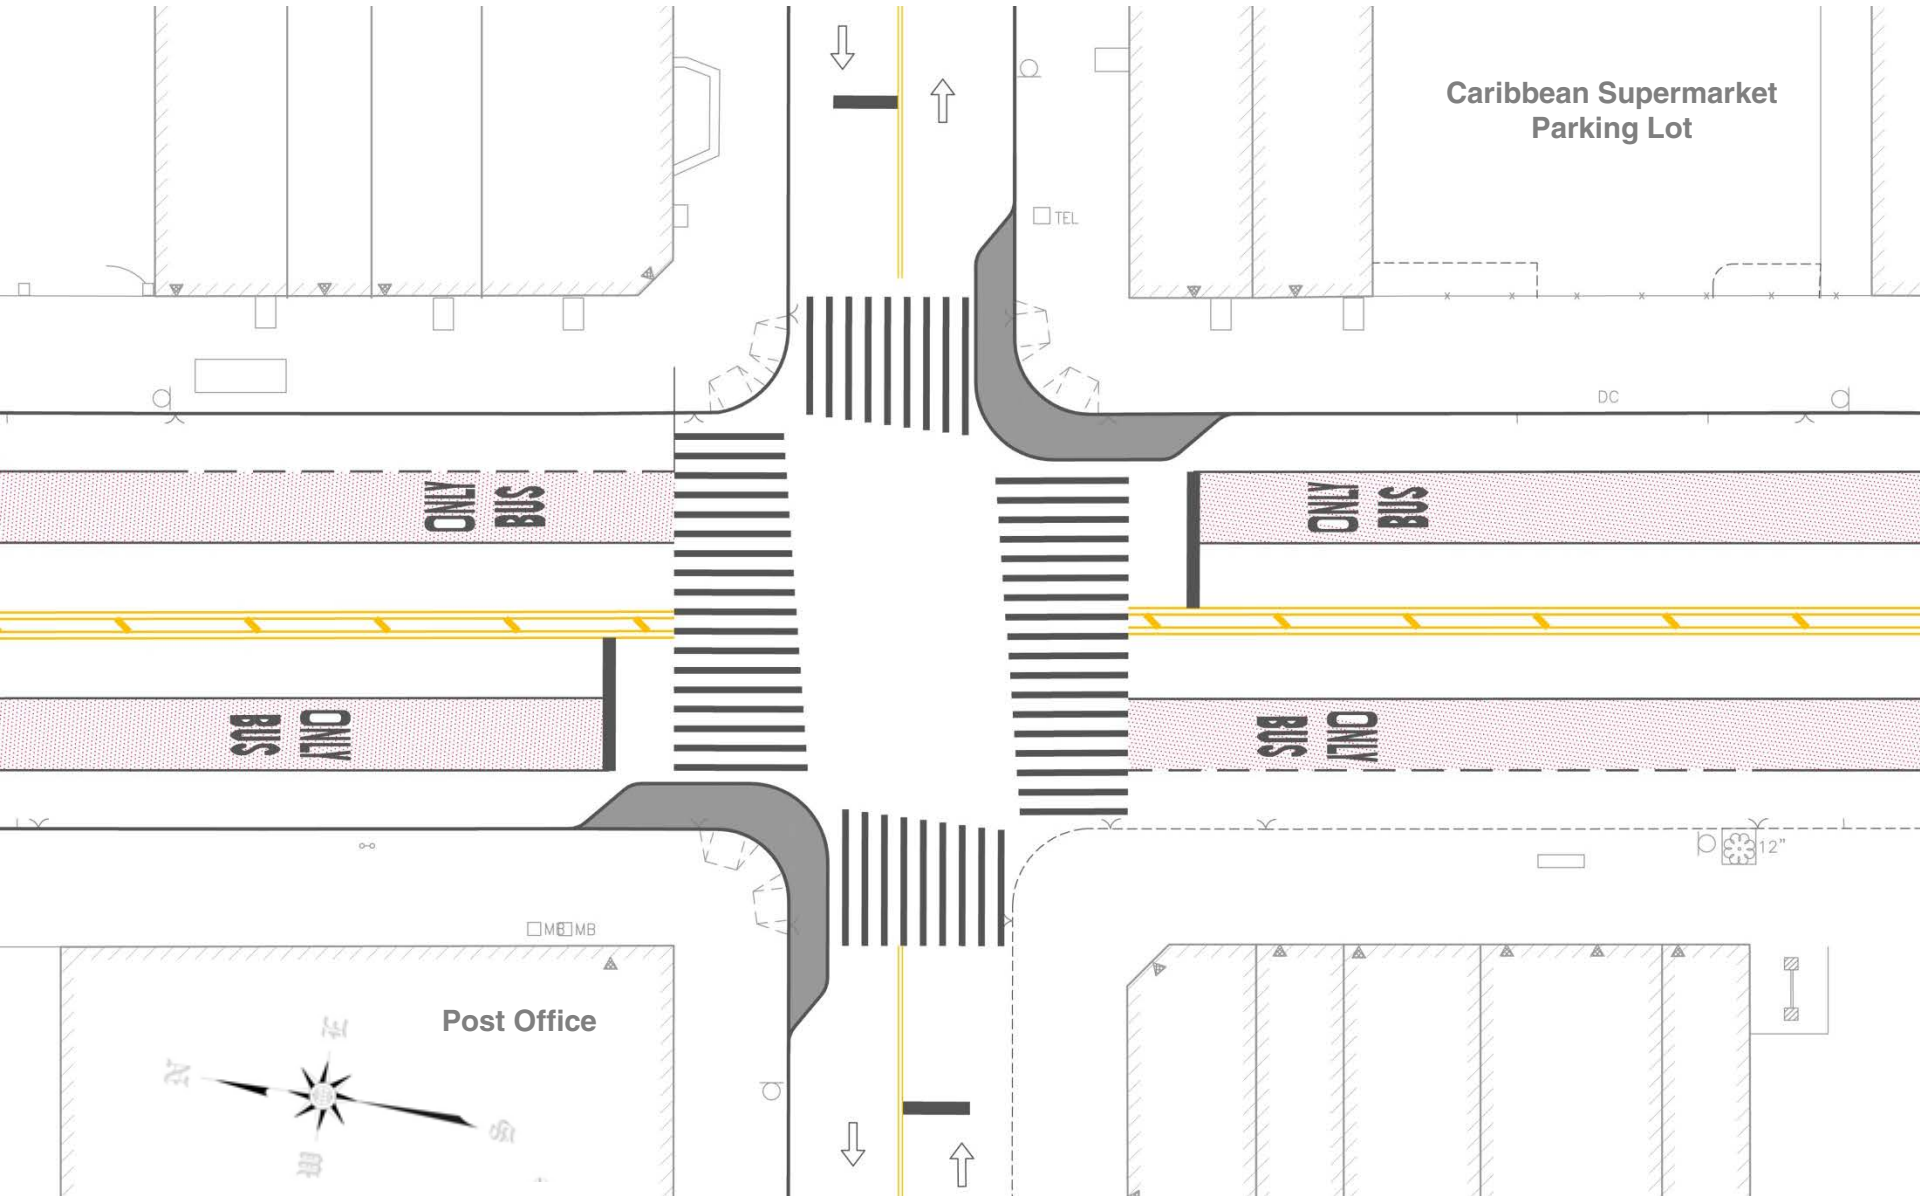 Caribbean Supermarket
Parking Lot
TEL
DC
ONLY
BUS
ONLY
BUS
BUS
ONLY
BUS
ONLY
12"
MB
MB
Post Office
N
E
S
W